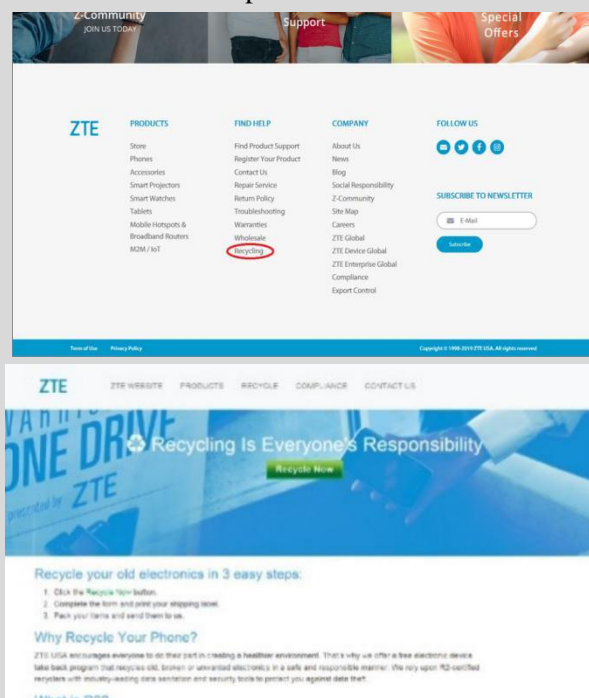 Z-Community
JOIN US TODAY
Support
Special
Offers
ZTE
PRODUCTS
Store
Phones
Accessories
Smart Projectors
Smart Watches
Tablets
Mobile Hotspots &
Broadband Routers
M2M / IoT
FIND HELP
Find Product Support
Register Your Product
Contact Us
Repair Service
Return Policy
Troubleshooting
Warranties
Wholesale
Recycling
COMPANY
About Us
News
Blog
Social Responsibility
Z-Community
Site Map
Careers
ZTE Global
ZTE Device Global
ZTE Enterprise Global
Compliance
Export Control
FOLLOW US
SUBSCRIBE TO NEWSLETTER
E-Mail
Subscribe
Term of Use Privacy Policy
Copyright © 1998-2019 ZTE USA. All rights reserved
ZTE
ZTE WEBSITE PRODUCTS RECYCLE COMPLIANCE CONTACT US
ONE DRIVE
presented by ZTE
Recycling Is Everyone's Responsibility
Recycle Now
Recycle your old electronics in 3 easy steps:
1. Click the Recycle Now button.
2. Complete the form and print your shipping label.
3. Pack your items and send them to us.
Why Recycle Your Phone?
ZTE USA encourages everyone to do their part in creating a healthier environment. That's why we offer a free electronic device
take back program that recycles old, broken or unwanted electronics in a safe and responsible manner. We rely upon R2-certified
recyclers with industry-leading data sanitation and security tools to protect you against data theft.